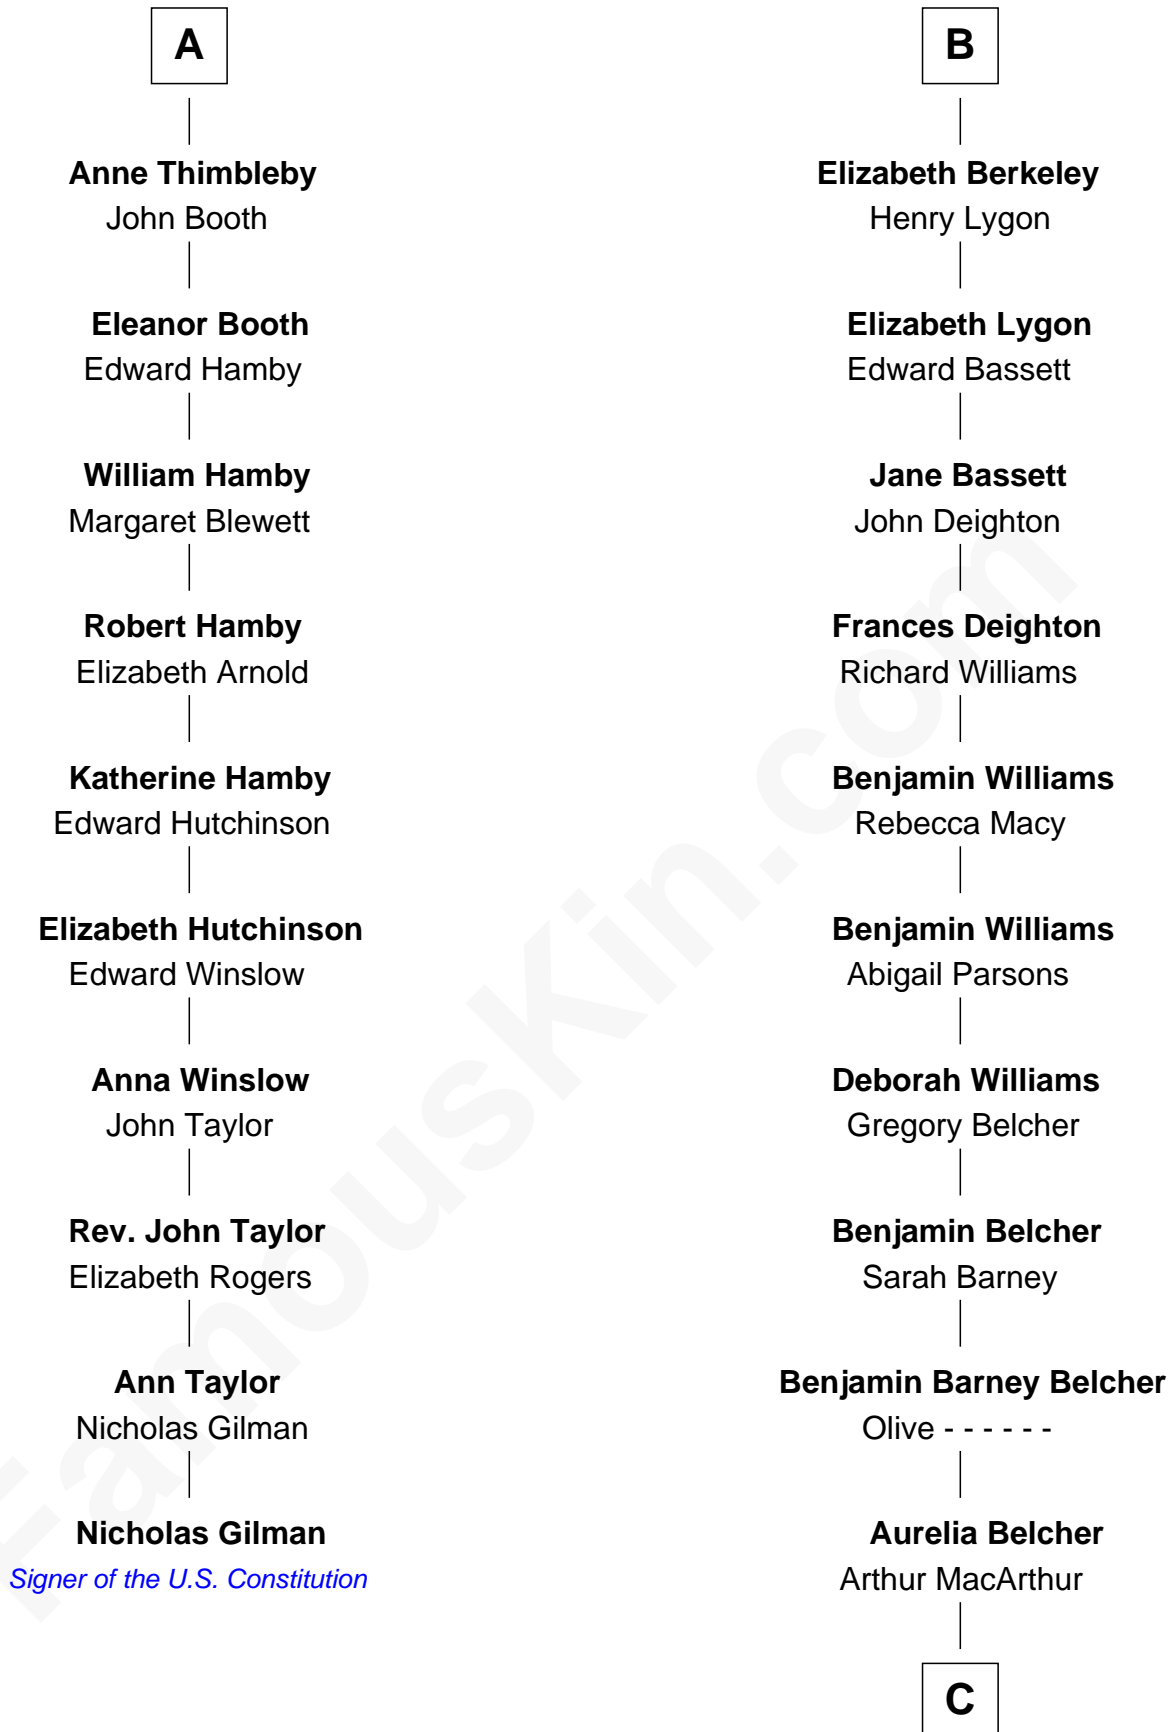 A
Anne Thimbleby
John Booth
Eleanor Booth
Edward Hamby
William Hamby
Margaret Blewett
Robert Hamby
Elizabeth Arnold
Katherine Hamby
Edward Hutchinson
Elizabeth Hutchinson
Edward Winslow
Anna Winslow
John Taylor
Rev. John Taylor
Elizabeth Rogers
Ann Taylor
Nicholas Gilman
Nicholas Gilman
Signer of the U.S. Constitution
B
Elizabeth Berkeley
Henry Lygon
Elizabeth Lygon
Edward Bassett
Jane Bassett
John Deighton
Frances Deighton
Richard Williams
Benjamin Williams
Rebecca Macy
Benjamin Williams
Abigail Parsons
Deborah Williams
Gregory Belcher
Benjamin Belcher
Sarah Barney
Benjamin Barney Belcher
Olive - - - - - -
Aurelia Belcher
Arthur MacArthur
C
FamousKin.com